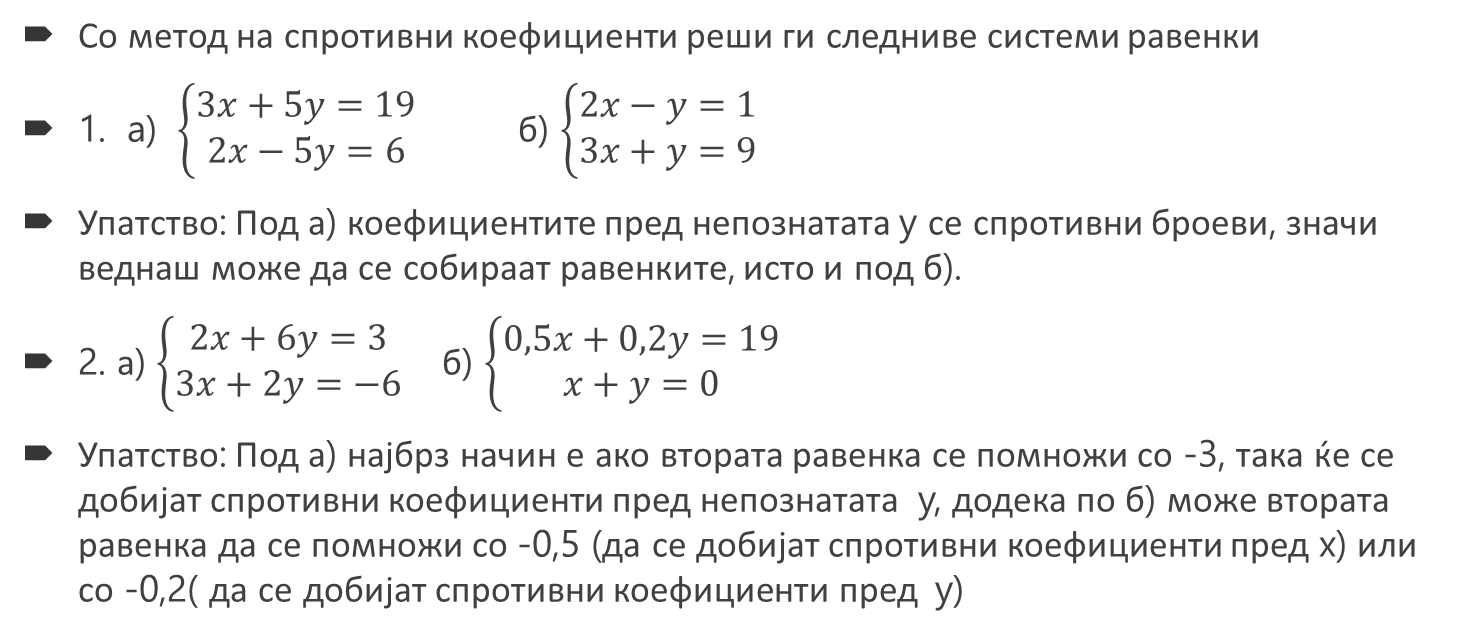 Со метод на спротивни коефициенти реши ги следниве системи равенки
1. а) {3x + 5y = 19 б) {2x − y = 1
2x − 5y = 6 3x + y = 9
Упатство: Под а) коефициентите пред непознатата y се спротивни броеви, значи
веднаш може да се собираат равенките, исто и под б).
2. а) {2x + 6y = 3 б) {0,5x + 0,2y = 19
3x + 2y = −6 x + y = 0
Упатство: Под а) најбрз начин е ако втората равенка се помножи со -3, така ќе се
добијат спротивни коефициенти пред непознатата y, додека по б) може втората
равенка да се помножи со -0,5 (да се добијат спротивни коефициенти пред x) или
со -0,2( да се добијат спротивни коефициенти пред y)